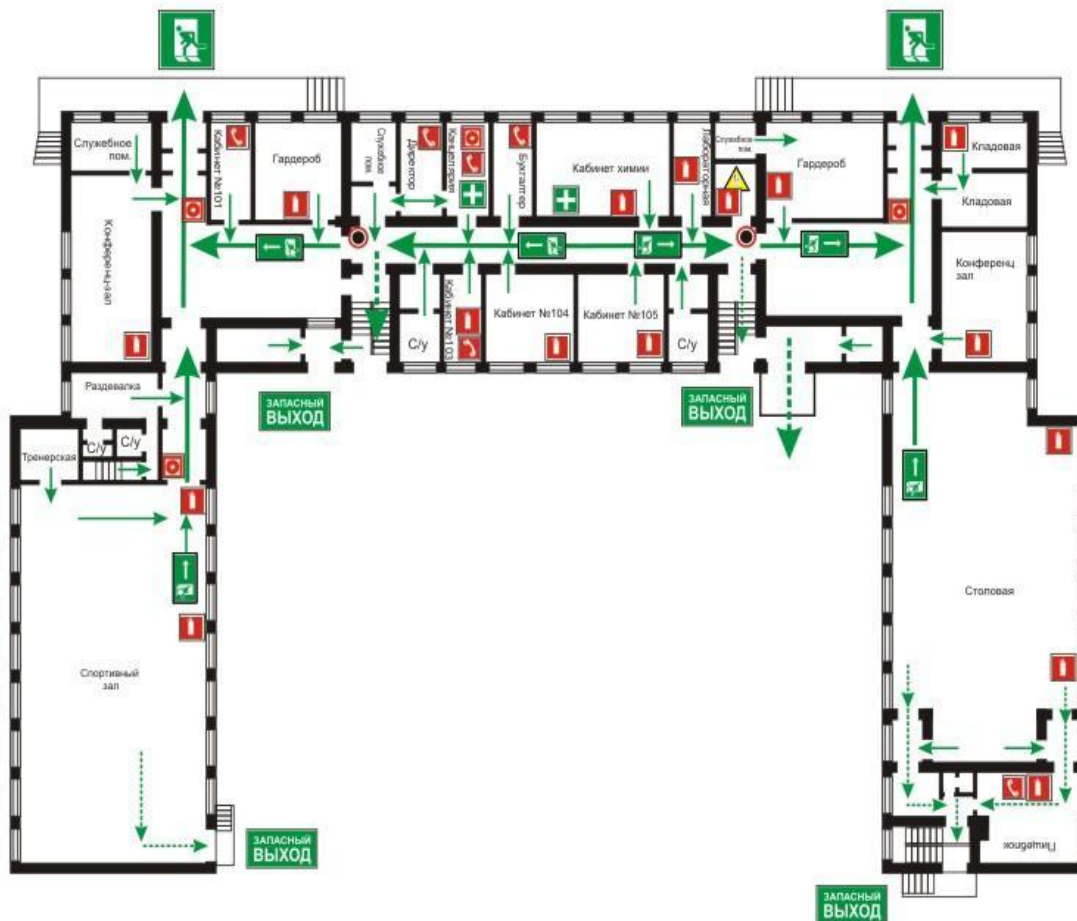 Служебное
пом.
Кабинет №101
Гардероб
Служебное
пом.
Директор
Канцелярия
Бухгалтер
Кабинет химии
Лаборатор­ная
Служебное
пом.
Гардероб
Кладовая
Кладовая
Конференц-зал
Конференц
зал
С/у
Кабинет №103
Кабинет №104
Кабинет №105
С/у
Раздевалка
ЗАПАСНЫЙ
ВЫХОД
ЗАПАСНЫЙ
ВЫХОД
Тренерская
С/у
С/у
Столовая
Спортивный
зал
Пищеблок
ЗАПАСНЫЙ
ВЫХОД
ЗАПАСНЫЙ
ВЫХОД